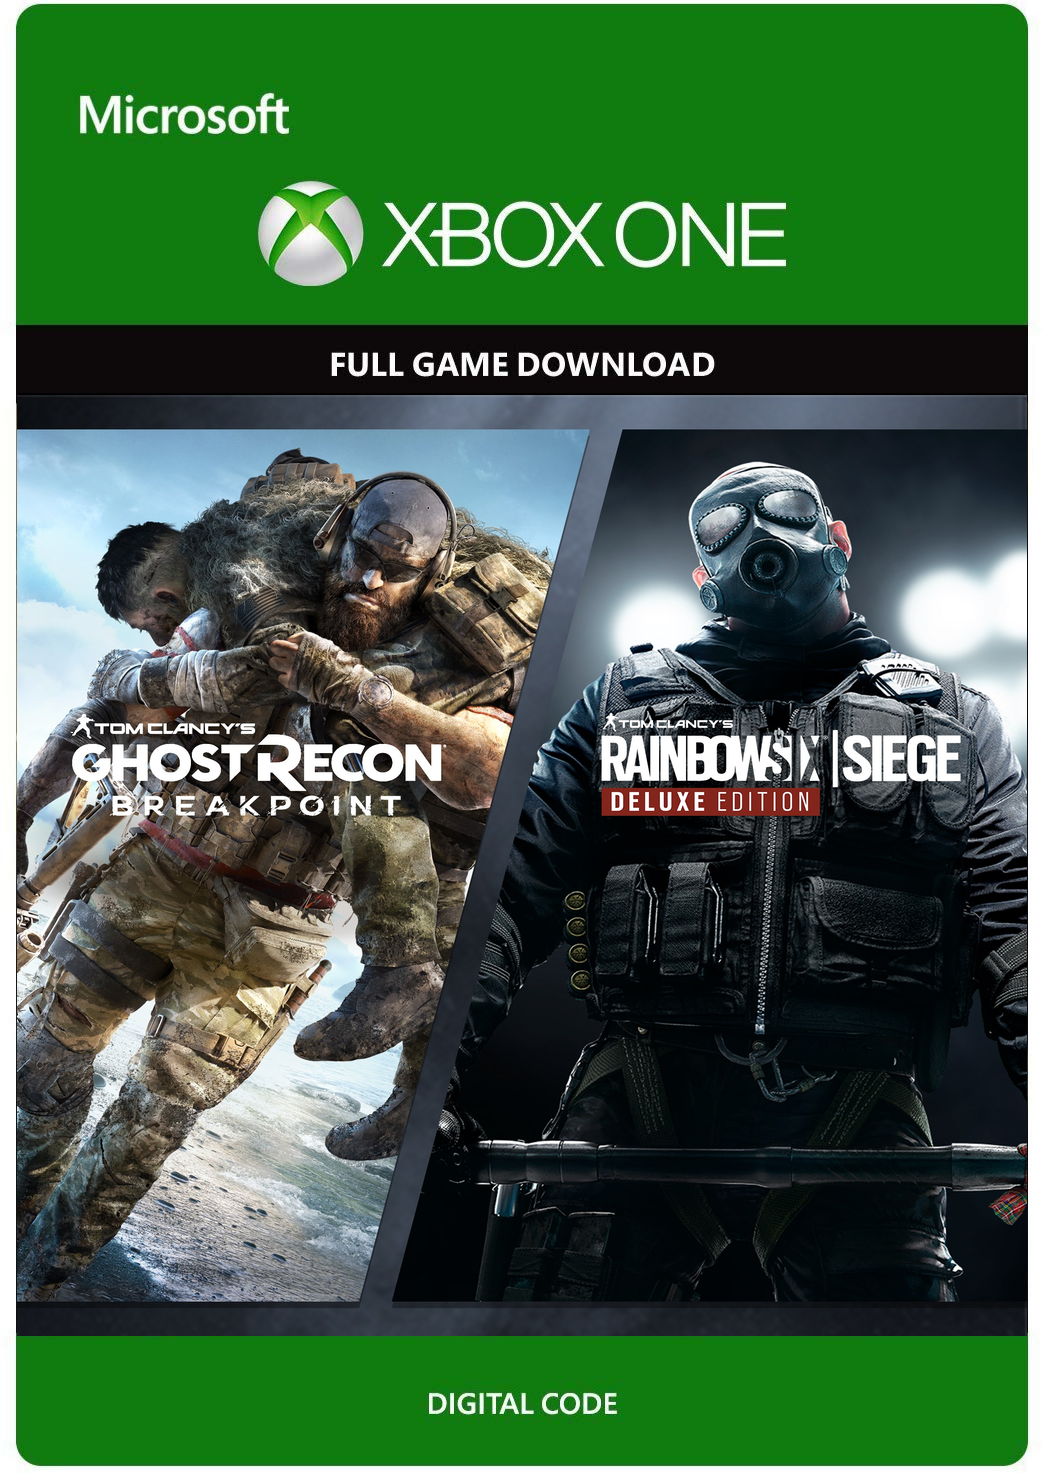 Microsoft
XBOX ONE
FULL GAME DOWNLOAD
TOM CLANCY'S
GHOST RECON
BREAKPOINT
TOM CLANCY'S
RAINBOW SIX | SIEGE
DELUXE EDITION
DIGITAL CODE